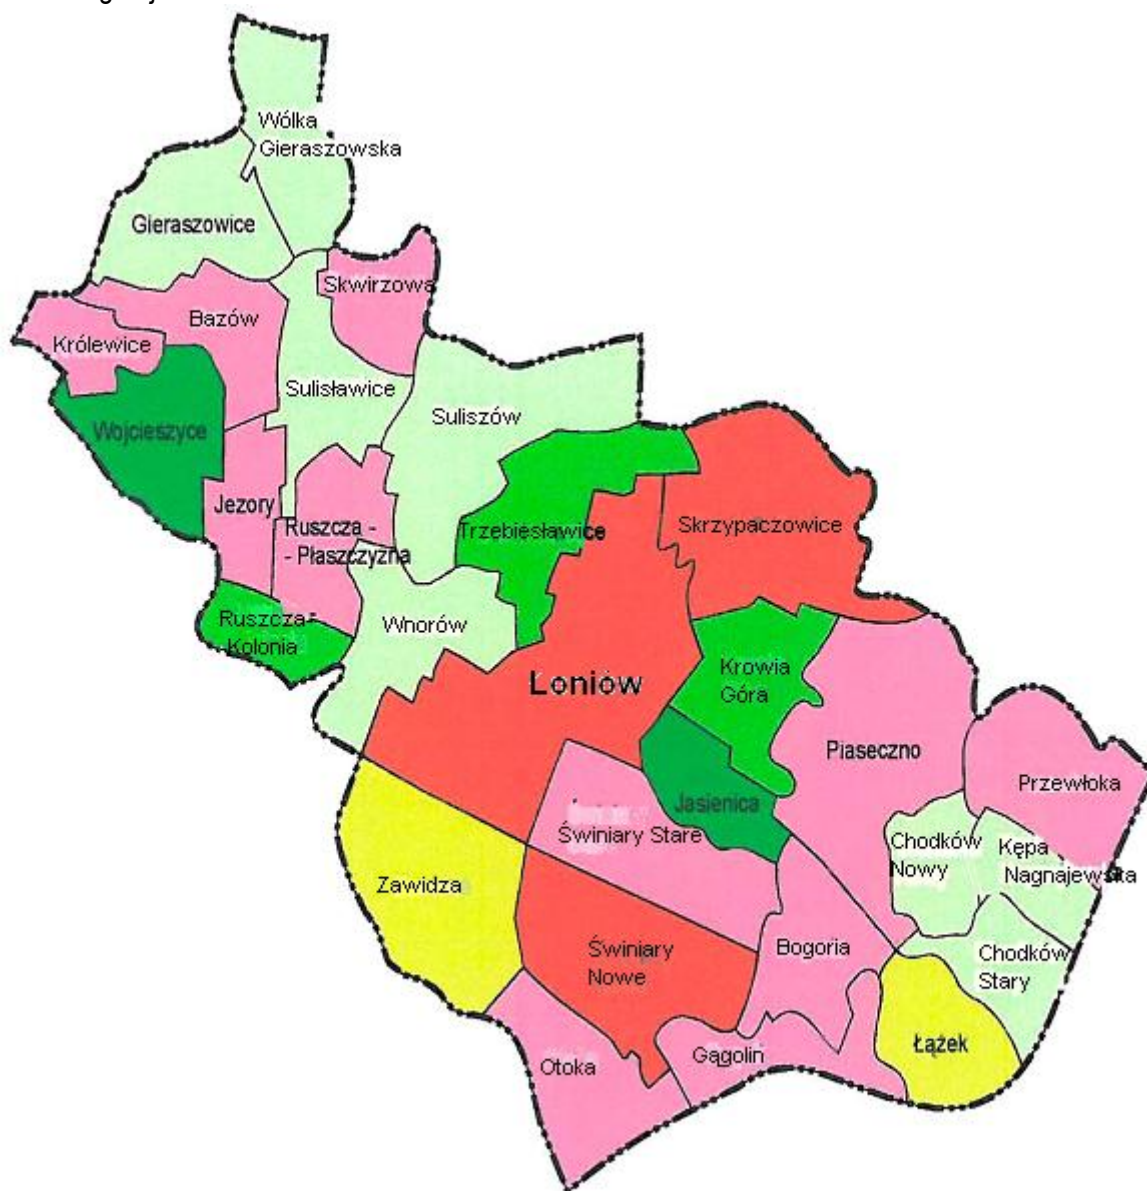 Wólka
Gieraszowska
Gieraszowice
Skwirzowa
Bazów
Królewice
Sulisławice
Suliszów
Wojcieszyce
Jezory
Ruszcza -
- Płaszczyzna
Trzebiesławice
Skrzypaczowice
Ruszcza -
Kolonia
Wnorów
Łoniów
Krowia
Góra
Piaseczno
Przewłoka
Jasienica
Świniary Stare
Chodków
Nowy
Kępa
Nagnajewska
Zawidza
Świniary
Nowe
Bogoria
Chodków
Stary
Otoka
Gągolin
Łążek